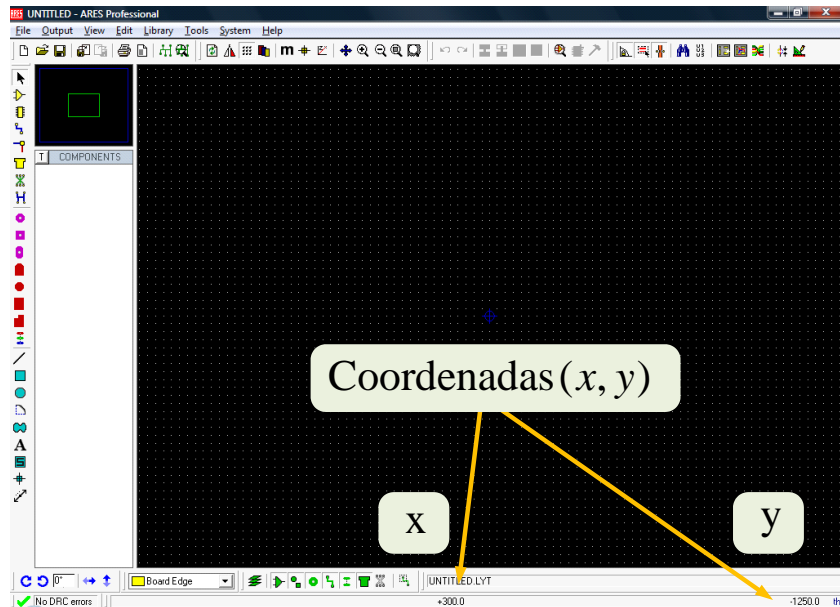 UNTITLED - ARES Professional
File Output View Edit Library Tools System Help
T COMPONENTS
Coordenadas (x, y)
x
y
0° Board Edge UNTITLED.LYT
No DRC errors +300.0 -1250.0 th